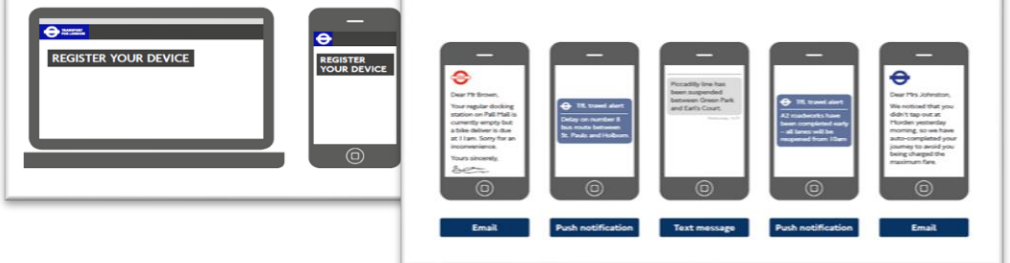 TRANSPORT
FOR LONDON
REGISTER YOUR DEVICE
REGISTER
YOUR DEVICE
Dear Mr Brown,
Your regular docking
station on Pall Mall is
currently empty but
a bike deliver is due
at 11am. Sorry for an
inconvenience.
Yours sincerely,
TfL travel alert
Delay on number 8
bus route between
St. Pauls and Holborn.
Piccadilly line has
been suspended
between Green Park
and Earl's Court.
TfL travel alert
A2 roadworks have
been completed early
– all lanes will be
reopened from 10am
Dear Mrs Johnston,
We noticed that you
didn't tap out at
Morden yesterday
morning, so we have
auto-completed your
journey to avoid you
being charged the
maximum fare.
Email
Push notification
Text message
Push notification
Email